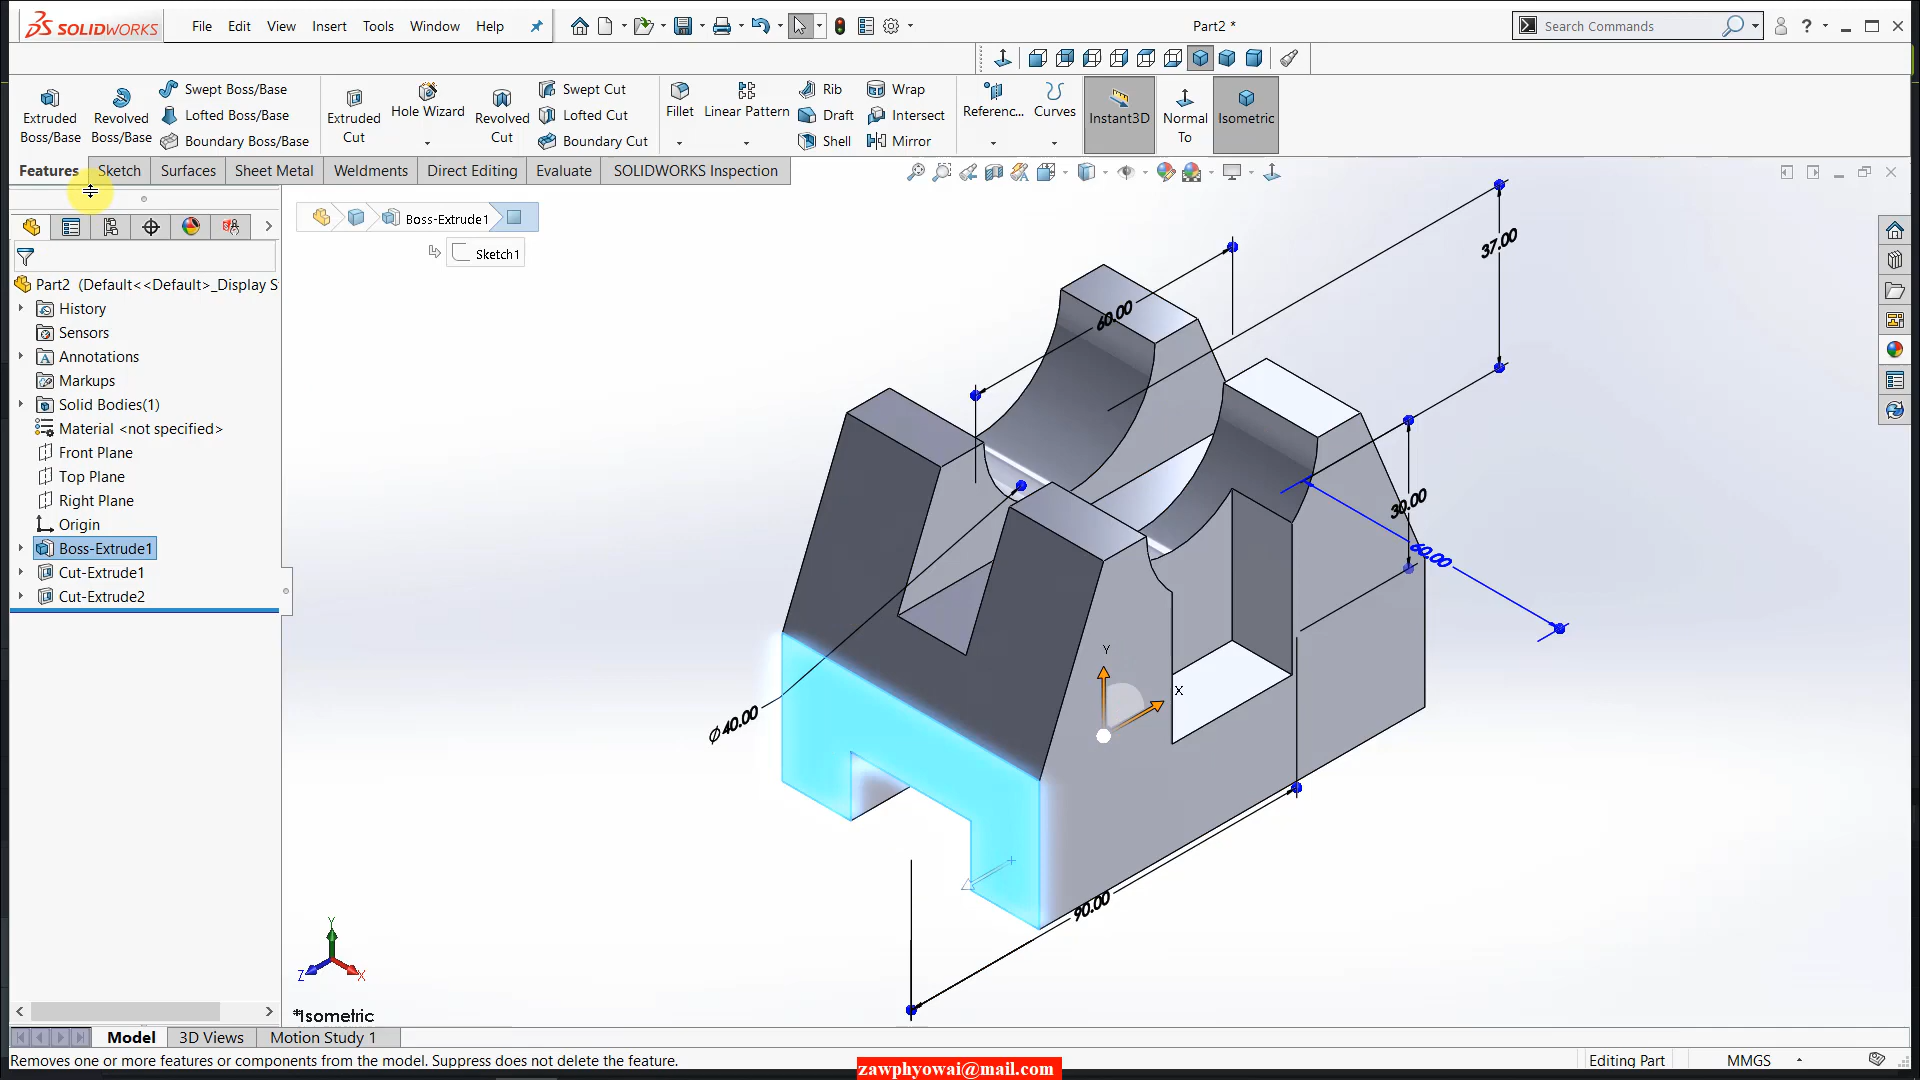 SOLIDWORKS File Edit View Insert Tools Window Help Part2 * Search Commands ?
Extruded Boss/Base Revolved Boss/Base Swept Boss/Base Lofted Boss/Base Boundary Boss/Base
Extruded Cut Hole Wizard Revolved Cut Swept Cut Lofted Cut Boundary Cut
Fillet Linear Pattern Rib Draft Shell Wrap Intersect Mirror
Referenc... Curves Instant3D Normal To Isometric
Features Sketch Surfaces Sheet Metal Weldments Direct Editing Evaluate SOLIDWORKS Inspection
Boss-Extrude1
Sketch1
Part2 (Default<<Default>_Display S
History
Sensors
Annotations
Markups
Solid Bodies(1)
Material <not specified>
Front Plane
Top Plane
Right Plane
Origin
Boss-Extrude1
Cut-Extrude1
Cut-Extrude2
37.00
60.00
30.00
60.00
Ø40.00
90.00
Y
X
Y
Z
X
*Isometric
Model 3D Views Motion Study 1
Removes one or more features or components from the model. Suppress does not delete the feature.
Editing Part MMGS
zawphyowai@mail.com